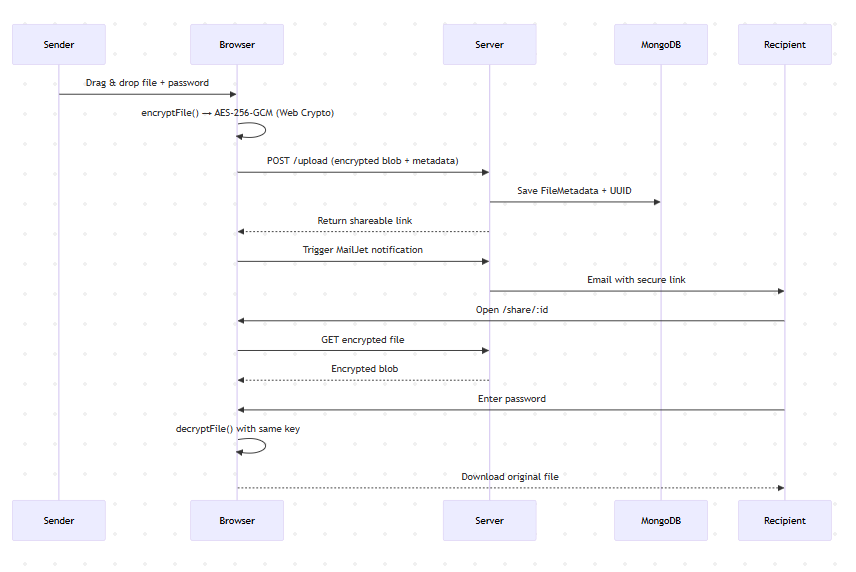 Sender
Browser
Server
MongoDB
Recipient
Drag & drop file + password
encryptFile() → AES-256-GCM (Web Crypto)
POST /upload (encrypted blob + metadata)
Save FileMetadata + UUID
Return shareable link
Trigger MailJet notification
Email with secure link
Open /share/:id
GET encrypted file
Encrypted blob
Enter password
decryptFile() with same key
Download original file
Sender
Browser
Server
MongoDB
Recipient